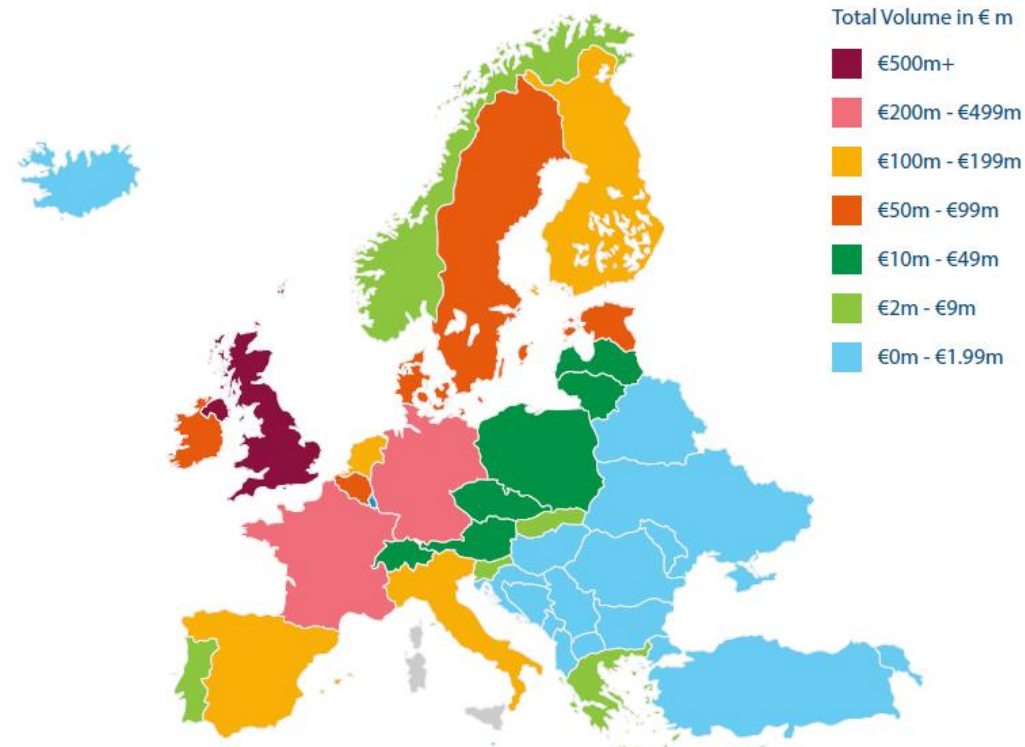 Total Volume in € m
€500m+
€200m - €499m
€100m - €199m
€50m - €99m
€10m - €49m
€2m - €9m
€0m - €1.99m